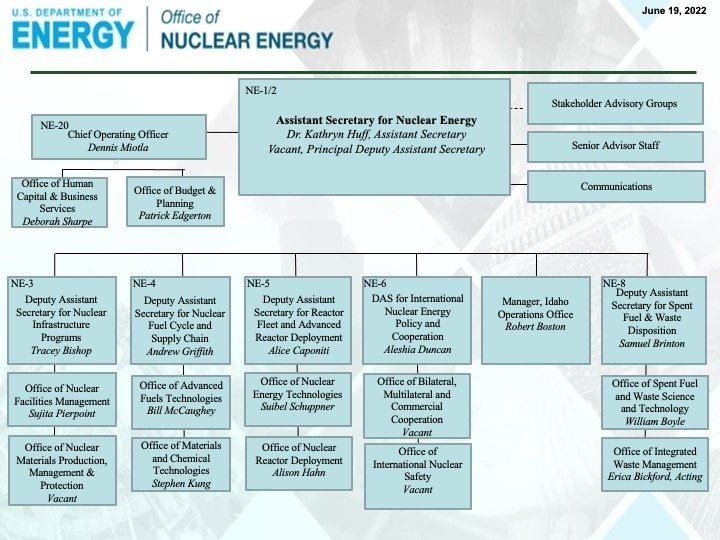 U.S. DEPARTMENT OF
ENERGY
Office of
NUCLEAR ENERGY
June 19, 2022
NE-1/2
Assistant Secretary for Nuclear Energy
Dr. Kathryn Huff, Assistant Secretary
Vacant, Principal Deputy Assistant Secretary
Stakeholder Advisory Groups
Senior Advisor Staff
Communications
NE-20
Chief Operating Officer
Dennis Miotla
Office of Human
Capital & Business
Services
Deborah Sharpe
Office of Budget &
Planning
Patrick Edgerton
NE-3
Deputy Assistant
Secretary for Nuclear
Infrastructure
Programs
Tracey Bishop
Office of Nuclear
Facilities Management
Sujita Pierpoint
Office of Nuclear
Materials Production,
Management &
Protection
Vacant
NE-4
Deputy Assistant
Secretary for Nuclear
Fuel Cycle and
Supply Chain
Andrew Griffith
Office of Advanced
Fuels Technologies
Bill McCaughey
Office of Materials
and Chemical
Technologies
Stephen Kung
NE-5
Deputy Assistant
Secretary for Reactor
Fleet and Advanced
Reactor Deployment
Alice Caponiti
Office of Nuclear
Energy Technologies
Suibel Schuppner
Office of Nuclear
Reactor Deployment
Alison Hahn
NE-6
DAS for International
Nuclear Energy
Policy and
Cooperation
Aleshia Duncan
Office of Bilateral,
Multilateral and
Commercial
Cooperation
Vacant
Office of
International Nuclear
Safety
Vacant
Manager, Idaho
Operations Office
Robert Boston
NE-8
Deputy Assistant
Secretary for Spent
Fuel & Waste
Disposition
Samuel Brinton
Office of Spent Fuel
and Waste Science
and Technology
William Boyle
Office of Integrated
Waste Management
Erica Bickford, Acting